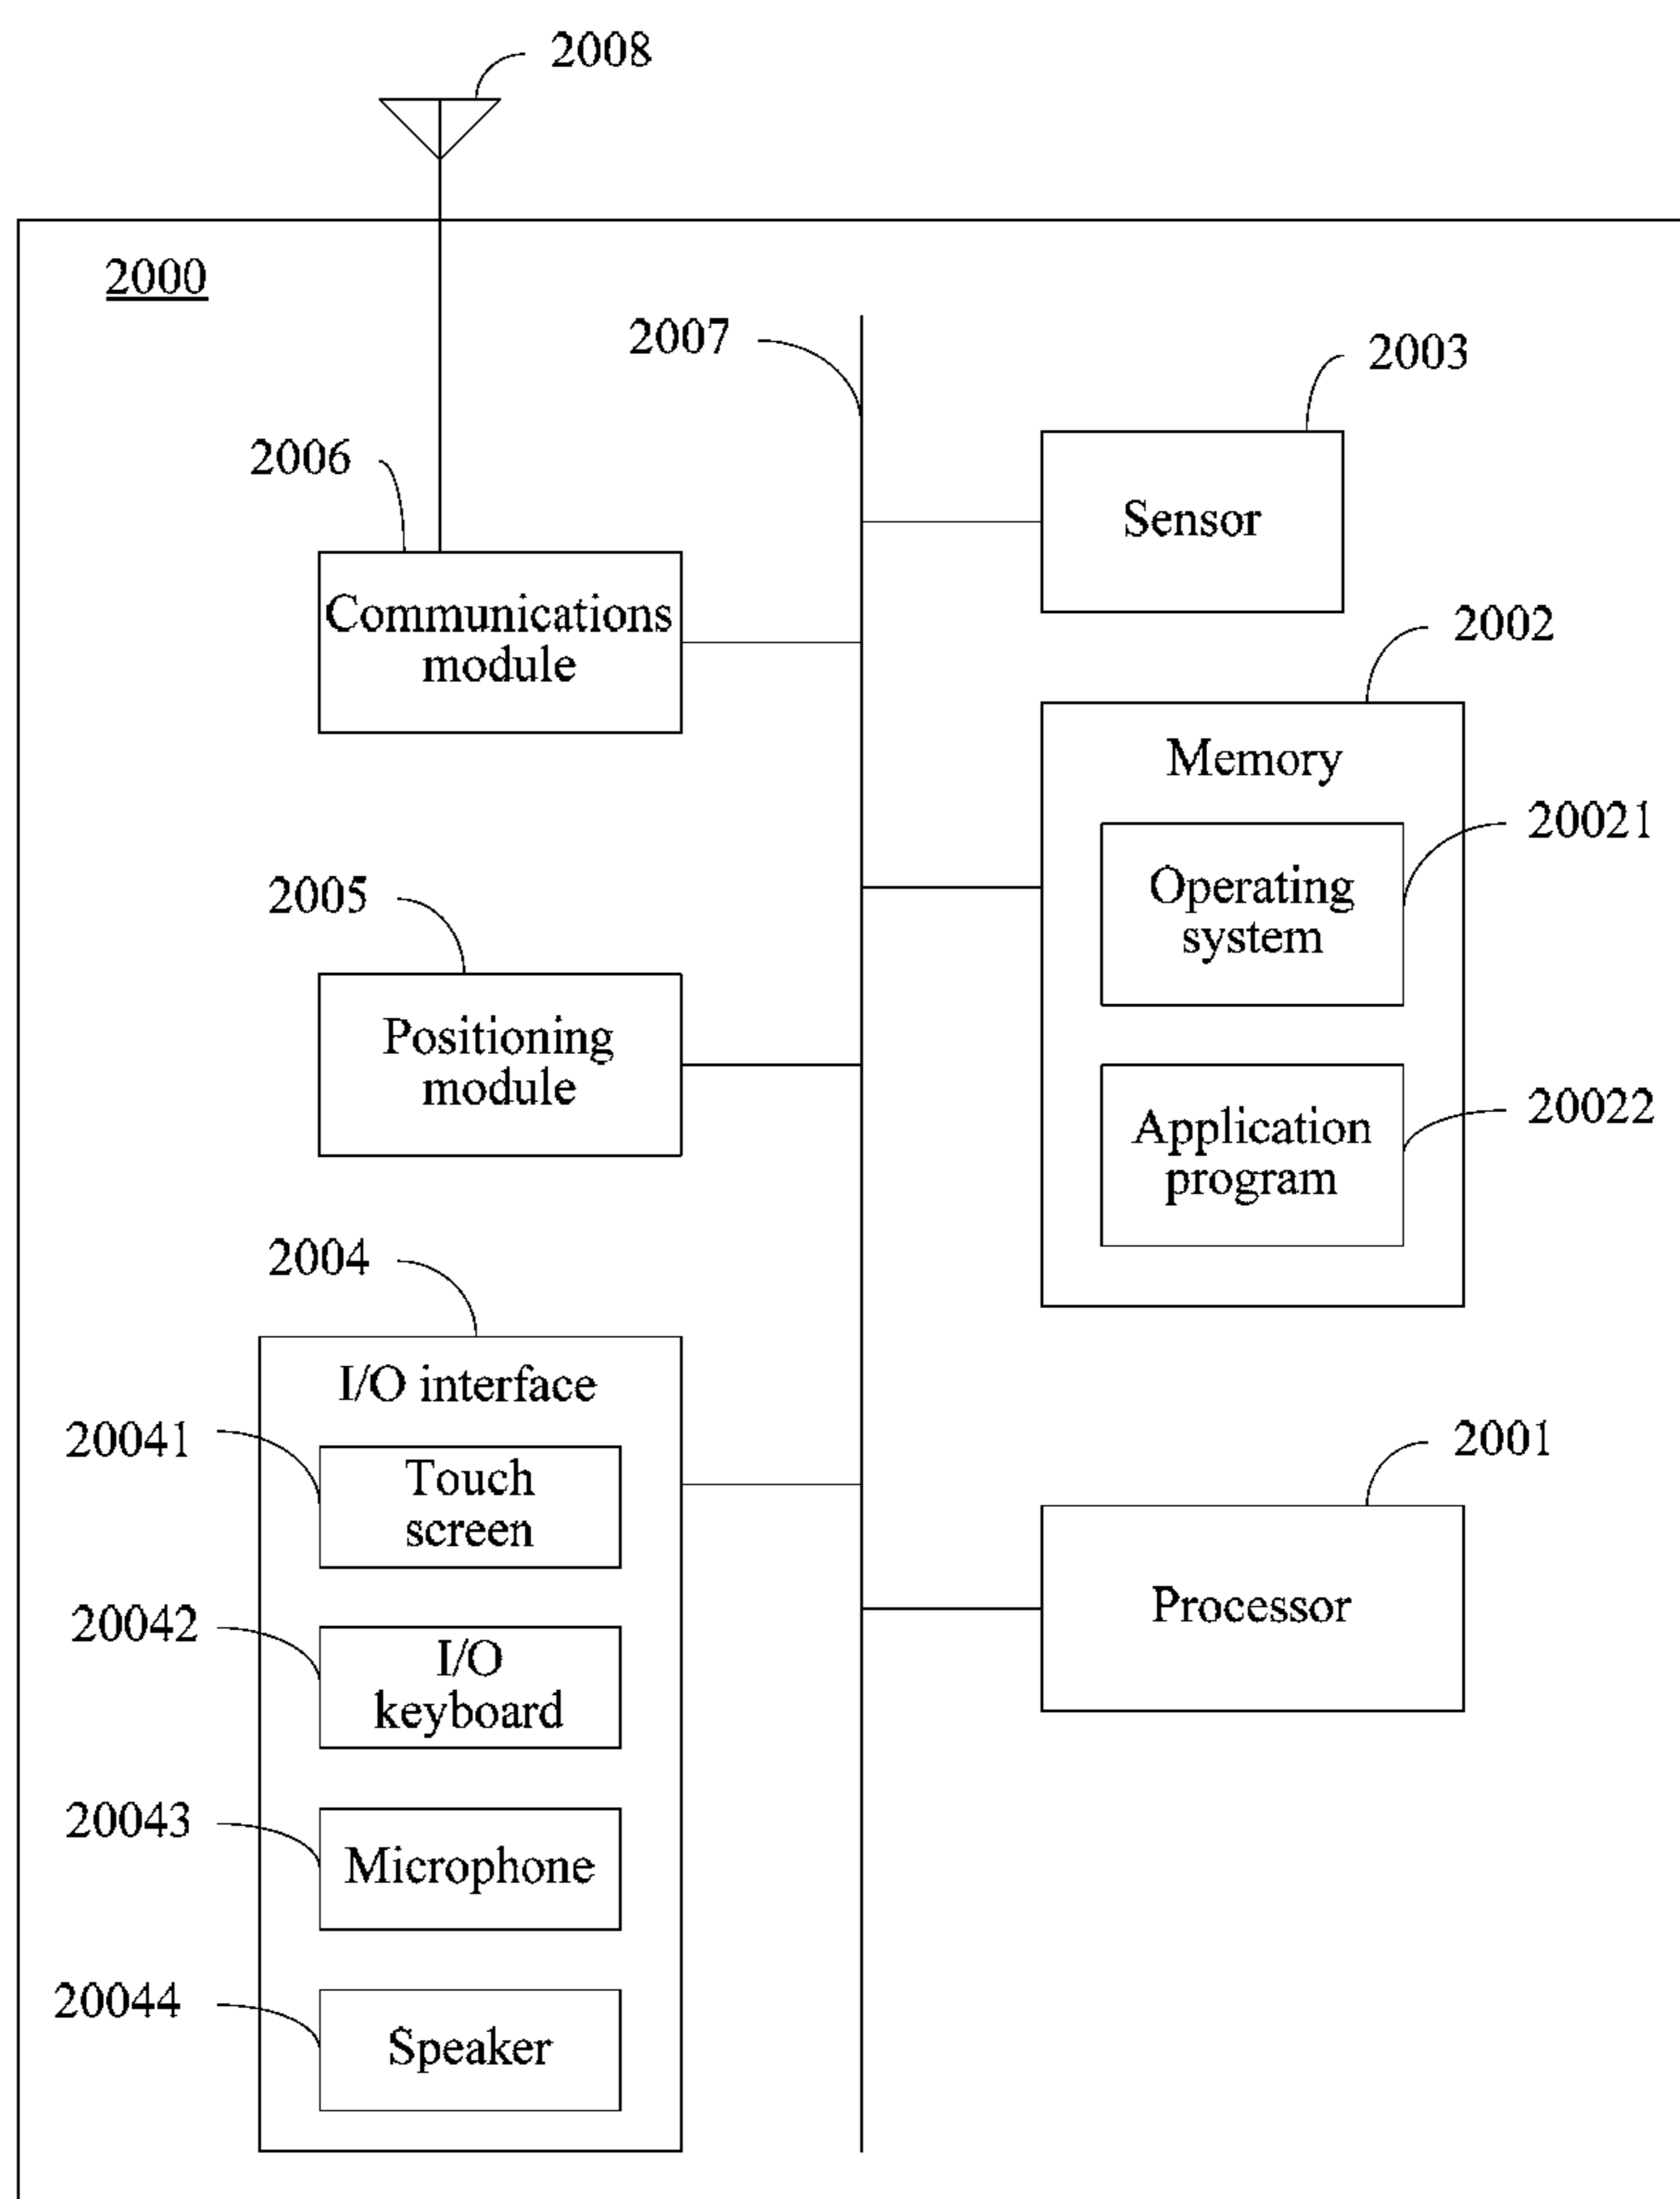 2008
2000
2007
2003
2006
Sensor
Communications
module
2002
Memory
20021
Operating
system
2005
Positioning
module
20022
Application
program
2004
I/O interface
20041
Touch
screen
2001
Processor
20042
I/O
keyboard
20043
Microphone
20044
Speaker